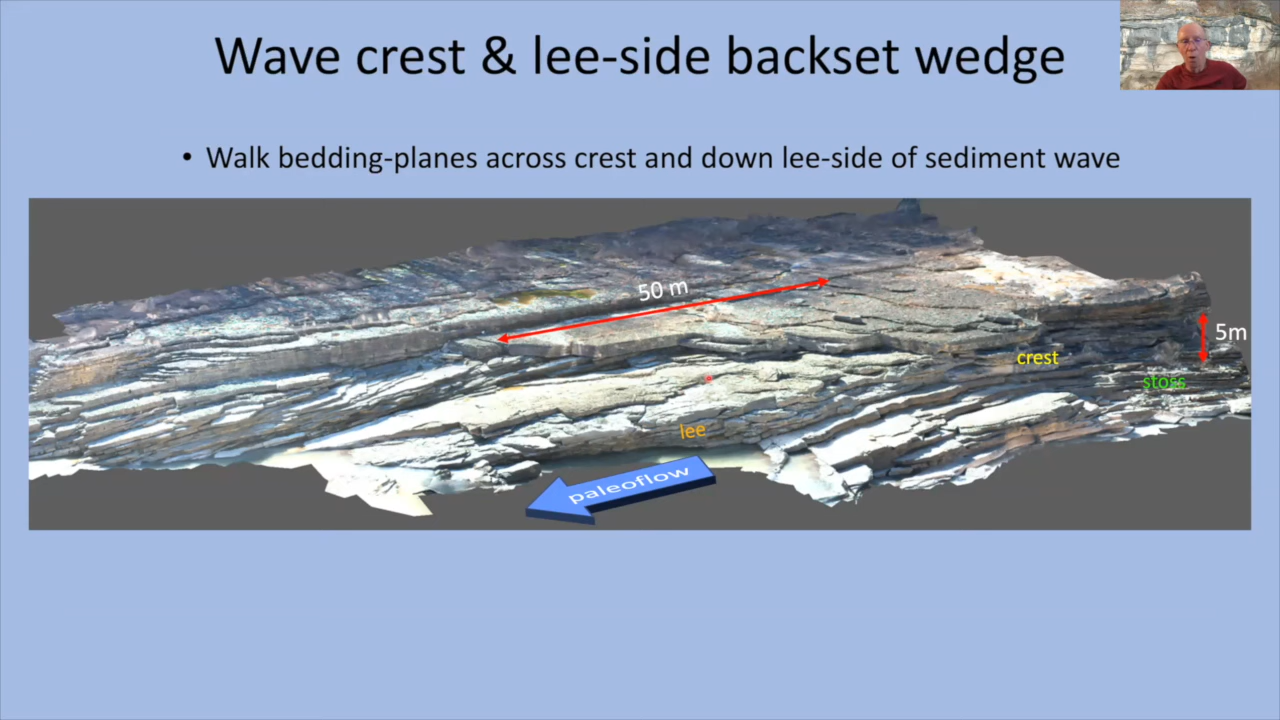 Wave crest & lee-side backset wedge
• Walk bedding-planes across crest and down lee-side of sediment wave
50 m
5m
crest
stoss
lee
paleoflow